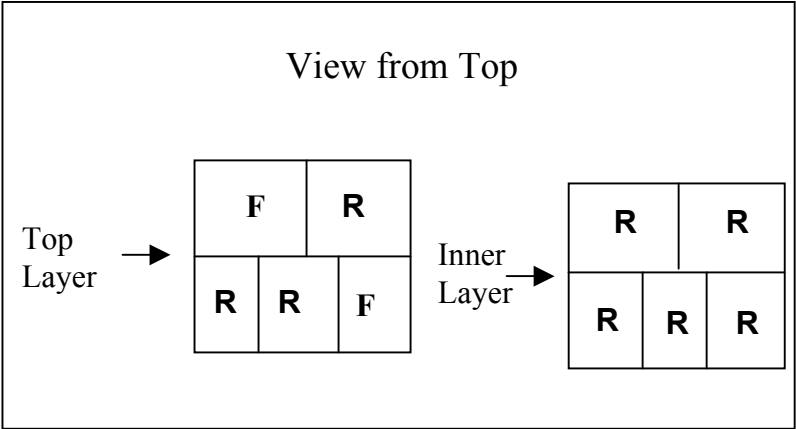 View from Top
Top
Layer
F R
R R F
Inner
Layer
R R
R R R